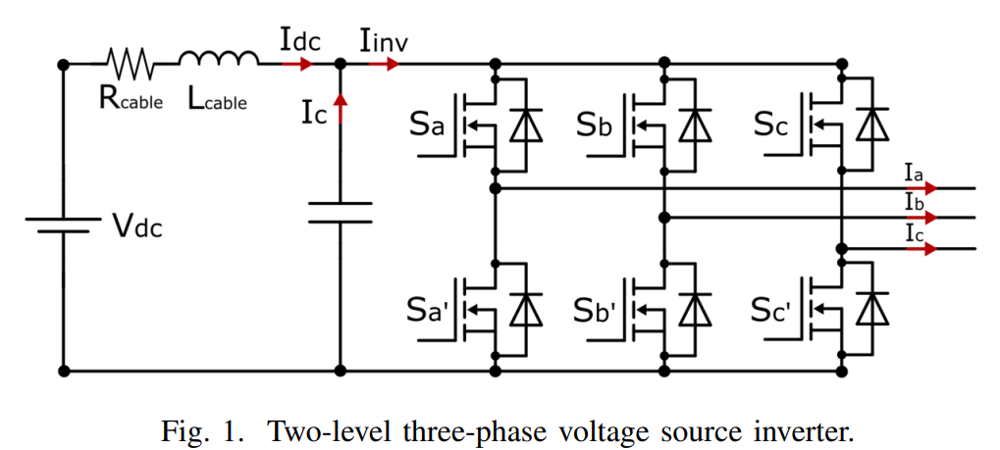 Idc Iinv
Rcable Lcable
Ic
Sa Sb Sc
Ia
Ib
Ic
Vdc
Sa' Sb' Sc'
Fig. 1. Two-level three-phase voltage source inverter.